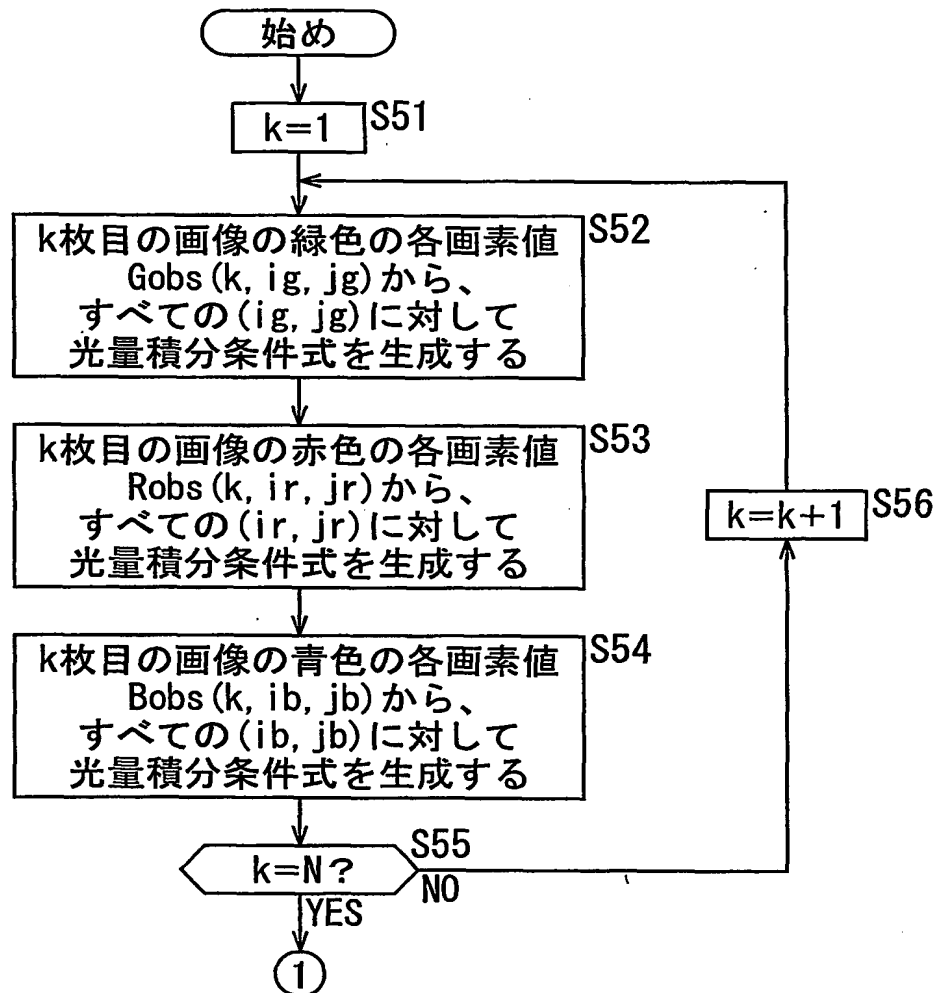 始め
k=1
S51
k枚目の画像の緑色の各画素値
Gobs(k, ig, jg)から、
すべての(ig, jg)に対して
光量積分条件式を生成する
S52
k枚目の画像の赤色の各画素値
Robs(k, ir, jr)から、
すべての(ir, jr)に対して
光量積分条件式を生成する
S53
k=k+1
S56
k枚目の画像の青色の各画素値
Bobs(k, ib, jb)から、
すべての(ib, jb)に対して
光量積分条件式を生成する
S54
k=N?
S55
NO
YES
1